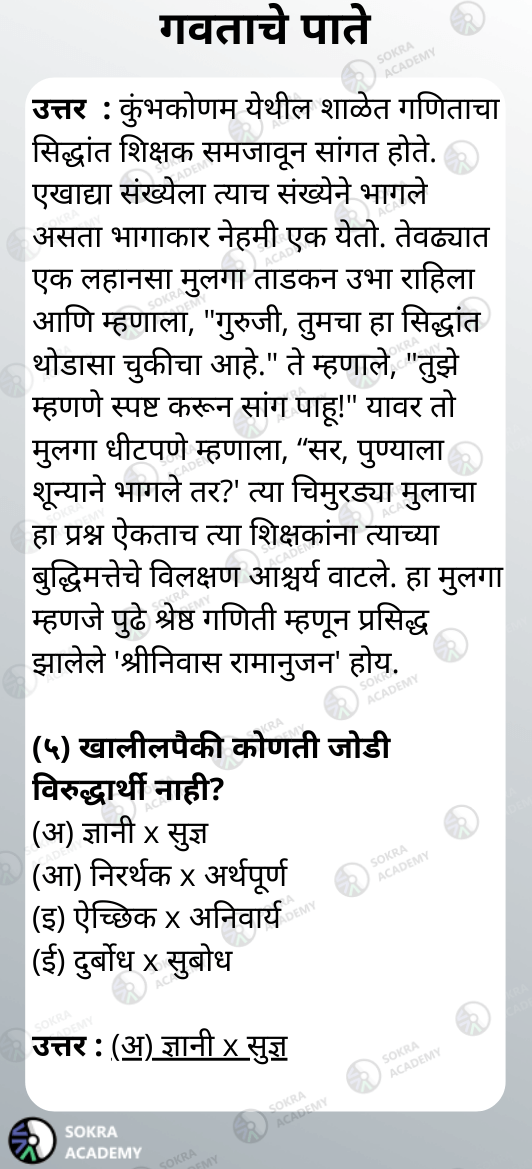 गवताचे पाते
उत्तर : कुंभकोणम येथील शाळेत गणिताचा
सिद्धांत शिक्षक समजावून सांगत होते.
एखाद्या संख्येला त्याच संख्येने भागले
असता भागाकार नेहमी एक येतो. तेवढ्यात
एक लहानसा मुलगा ताडकन उभा राहिला
आणि म्हणाला, "गुरुजी, तुमचा हा सिद्धांत
थोडासा चुकीचा आहे." ते म्हणाले, "तुझे
म्हणणे स्पष्ट करून सांग पाहू!" यावर तो
मुलगा धीटपणे म्हणाला, “सर, पुण्याला
शून्याने भागले तर?' त्या चिमुरड्या मुलाचा
हा प्रश्न ऐकताच त्या शिक्षकांना त्याच्या
बुद्धिमत्तेचे विलक्षण आश्चर्य वाटले. हा मुलगा
म्हणजे पुढे श्रेष्ठ गणिती म्हणून प्रसिद्ध
झालेले 'श्रीनिवास रामानुजन' होय.
(५) खालीलपैकी कोणती जोडी
विरुद्धार्थी नाही?
(अ) ज्ञानी x सुज्ञ
(आ) निरर्थक x अर्थपूर्ण
(इ) ऐच्छिक x अनिवार्य
(ई) दुर्बोध x सुबोध
उत्तर : (अ) ज्ञानी x सुज्ञ
SOKRA
ACADEMY